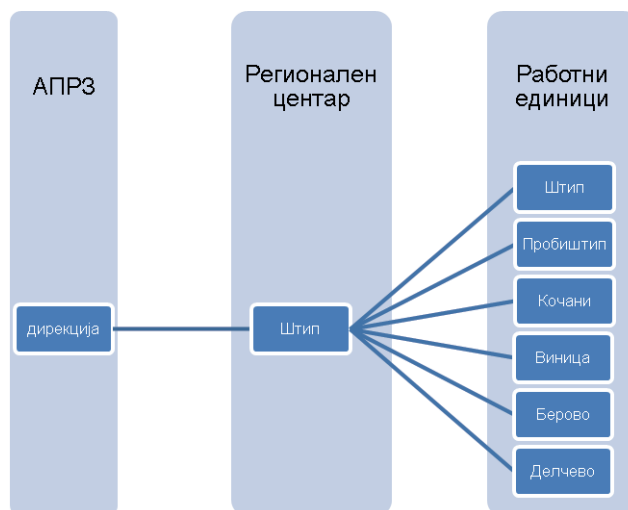 АПРЗ
Регионален
центар
Работни
единици
дирекција
Штип
Штип
Пробиштип
Кочани
Виница
Берово
Делчево